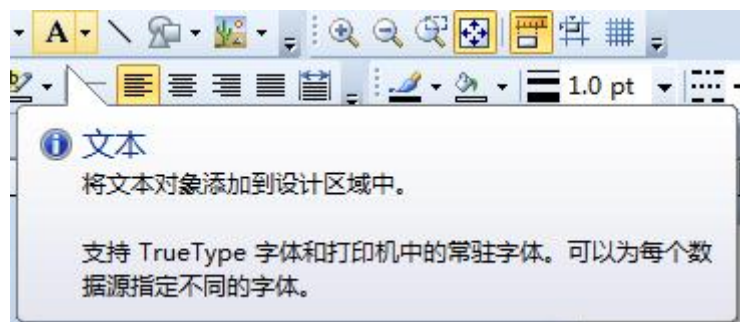 A
1.0 pt
文本
将文本对象添加到设计区域中。
支持 TrueType 字体和打印机中的常驻字体。可以为每个数
据源指定不同的字体。